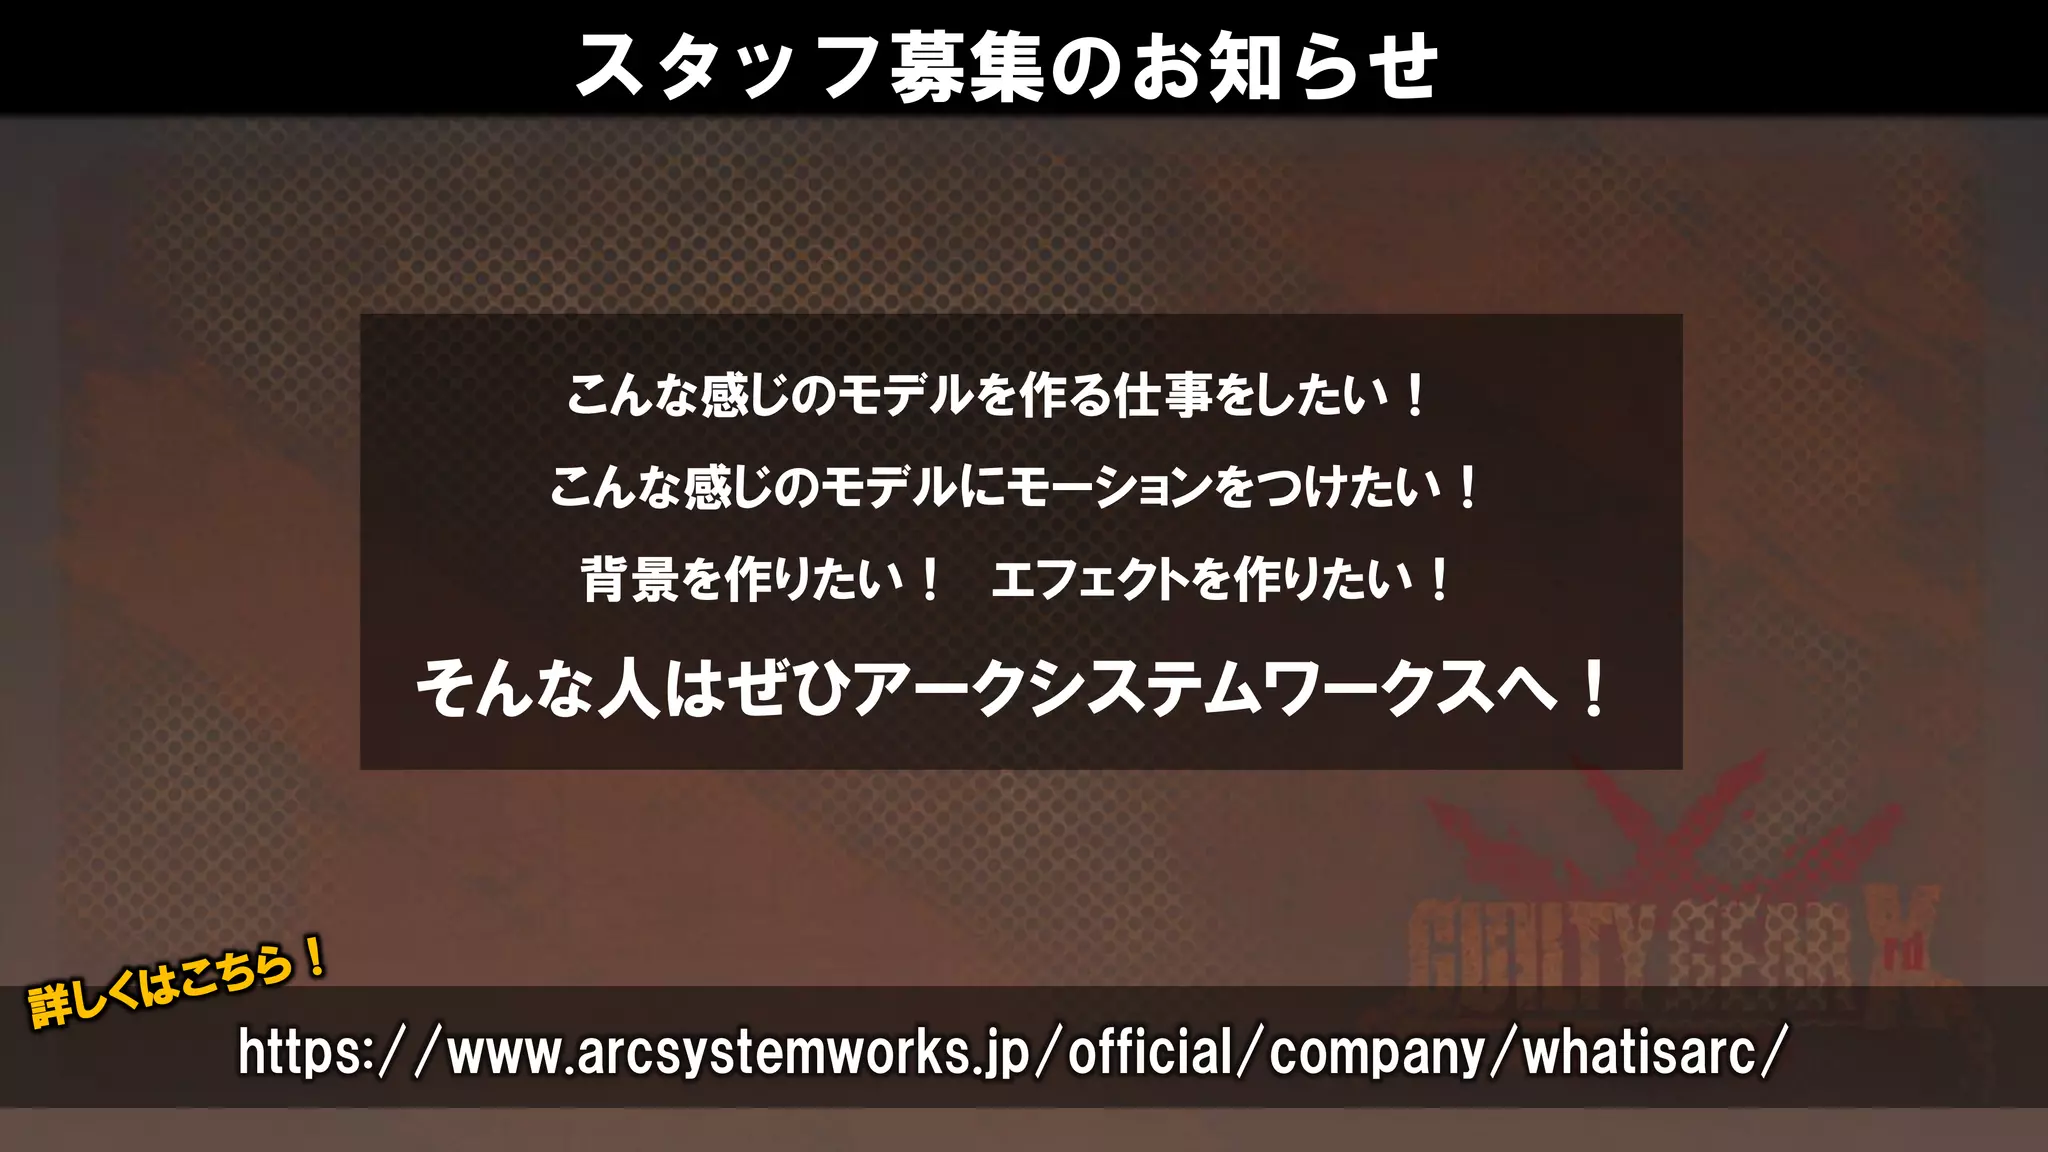 スタッフ募集のお知らせ
こんな感じのモデルを作る仕事をしたい！
こんな感じのモデルにモーションをつけたい！
背景を作りたい！　エフェクトを作りたい！
そんな人はぜひアークシステムワークスへ！
GUILTY GEAR Xrd
詳しくはこちら！
https://www.arcsystemworks.jp/official/company/whatisarc/